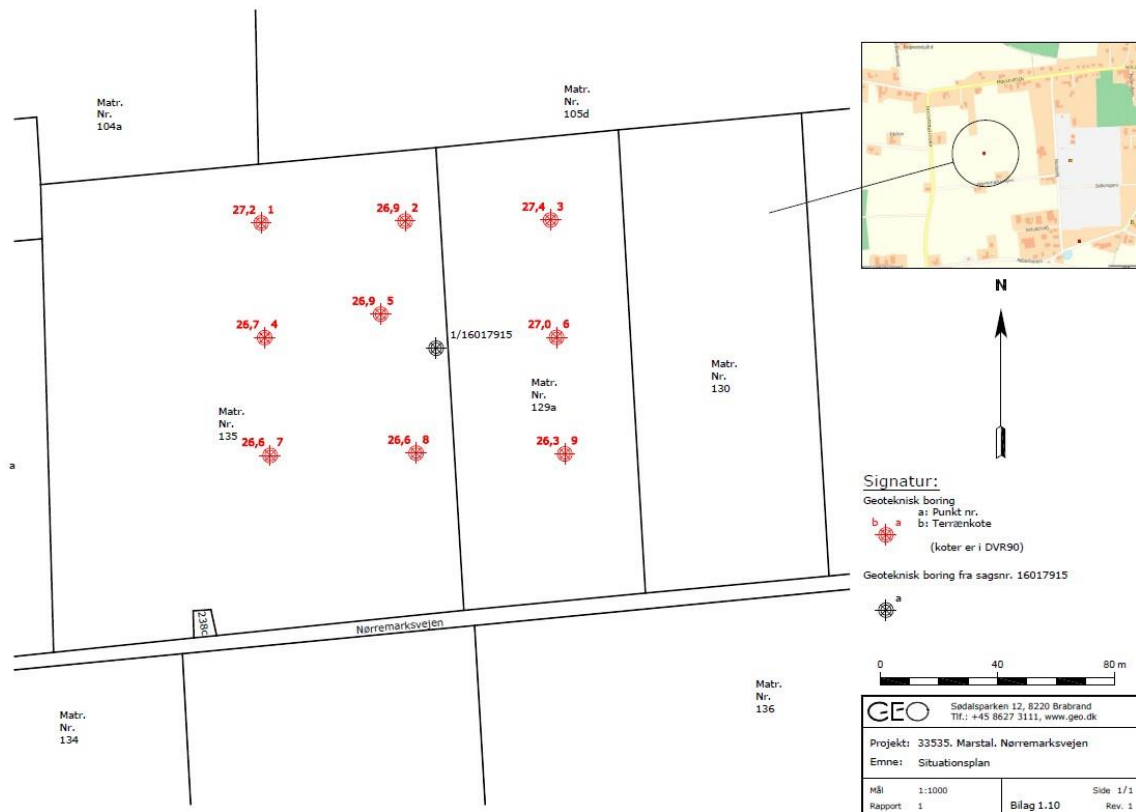 Matr.
Nr.
104a
Matr.
Nr.
105d
27,2 1
26,9 2
27,4 3
26,9 5
26,7 4
27,0 6
1/16017915
Matr.
Nr.
130
Matr.
Nr.
129a
Matr.
Nr.
135
26,6 7
26,6 8
26,3 9
a
238c
Nørremarksvejen
Matr.
Nr.
134
Matr.
Nr.
136
N
Signatur:
Geoteknisk boring
a: Punkt nr.
b a
b: Terrænkote
(koter er i DVR90)
Geoteknisk boring fra sagsnr. 16017915
a
0 40 80 m
GEO
Sødalsparken 12, 8220 Brabrand
Tlf.: +45 8627 3111, www.geo.dk
Projekt: 33535. Marstal. Nørremarksvejen
Emne: Situationsplan
Mål 1:1000
Side 1/1
Rapport 1
Bilag 1.10
Rev. 1